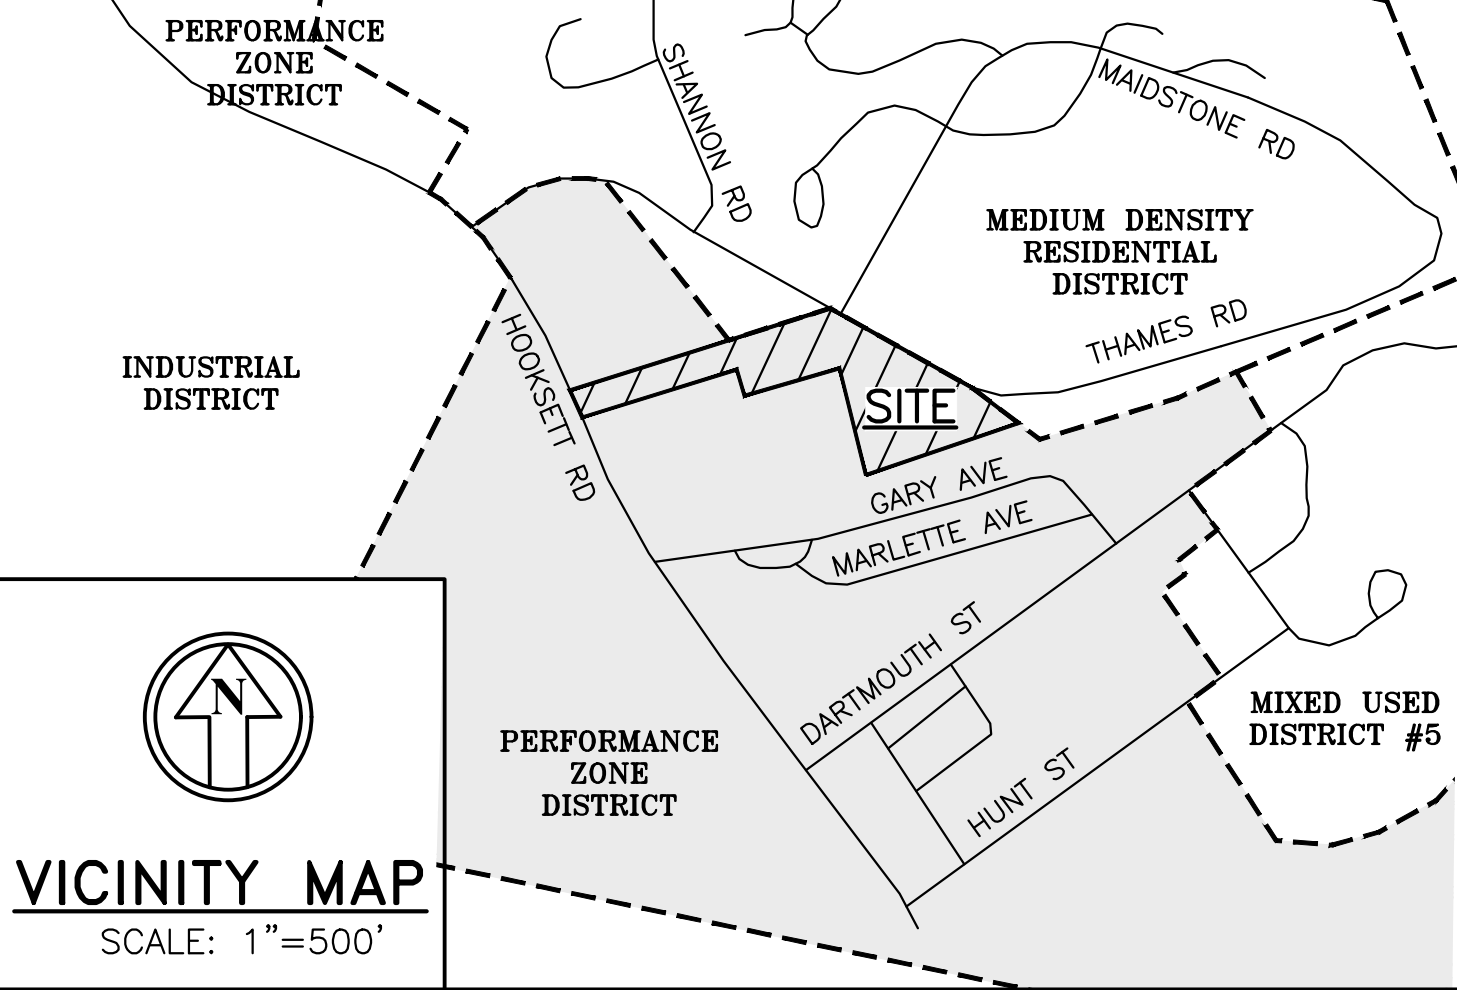 PERFORMANCE
ZONE
DISTRICT
SHANNON RD
MAIDSTONE RD
MEDIUM DENSITY
RESIDENTIAL
DISTRICT
THAMES RD
INDUSTRIAL
DISTRICT
HOOKSETT RD
SITE
GARY AVE
MARLETTE AVE
DARTMOUTH ST
HUNT ST
MIXED USED
DISTRICT #5
PERFORMANCE
ZONE
DISTRICT
N
VICINITY MAP
SCALE: 1"=500'